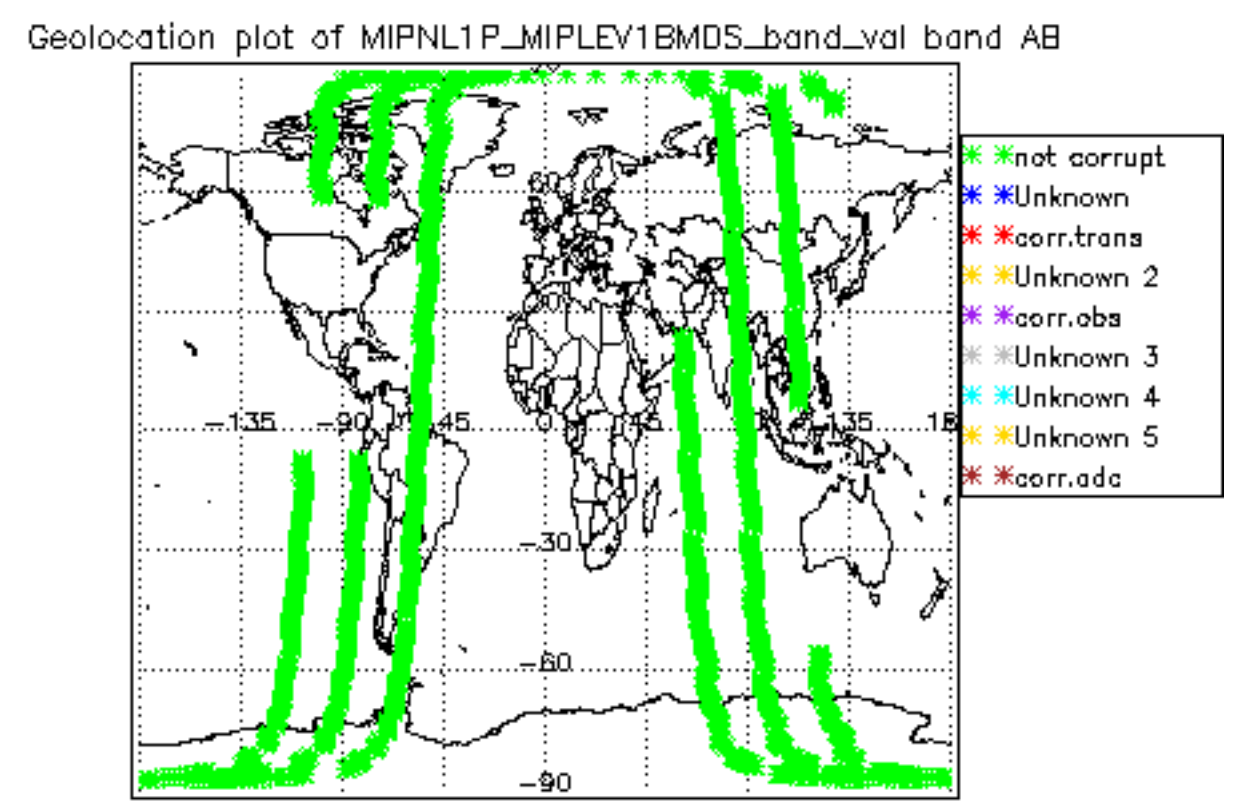 Geolocation plot of MIPNL1P_MIPLEV1BMDS_band_val band AB
not corrupt
Unknown
corr.trans
Unknown 2
corr.obs
Unknown 3
Unknown 4
Unknown 5
corr.adc
60
-135 -90 45 0 45 135
-30
-60
-90